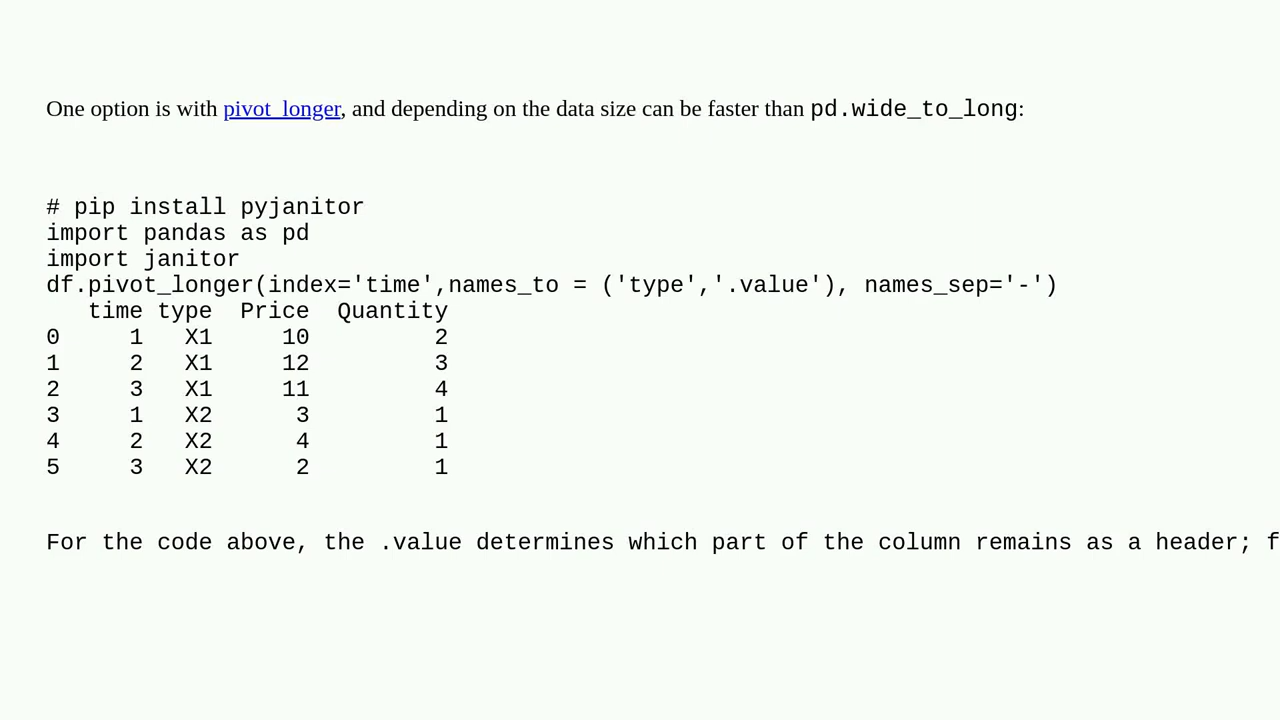 One option is with pivot_longer, and depending on the data size can be faster than pd.wide_to_long:
# pip install pyjanitor
import pandas as pd
import janitor
df.pivot_longer(index='time',names_to = ('type','.value'), names_sep='-')
   time type  Price  Quantity
0     1   X1     10         2
1     2   X1     12         3
2     3   X1     11         4
3     1   X2      3         1
4     2   X2      4         1
5     3   X2      2         1
For the code above, the .value determines which part of the column remains as a header; f